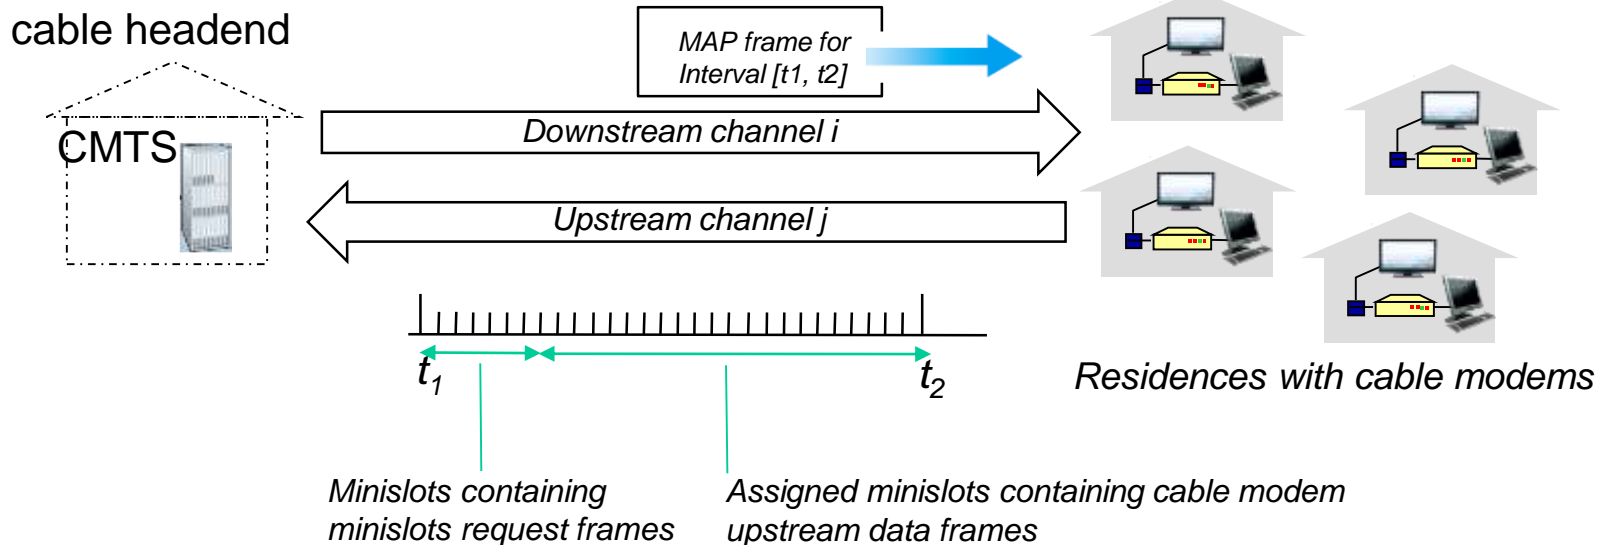 cable headend
MAP frame for
Interval [t1, t2]
CMTS
Downstream channel i
Upstream channel j
t1
t2
Residences with cable modems
Minislots containing
minislots request frames
Assigned minislots containing cable modem
upstream data frames